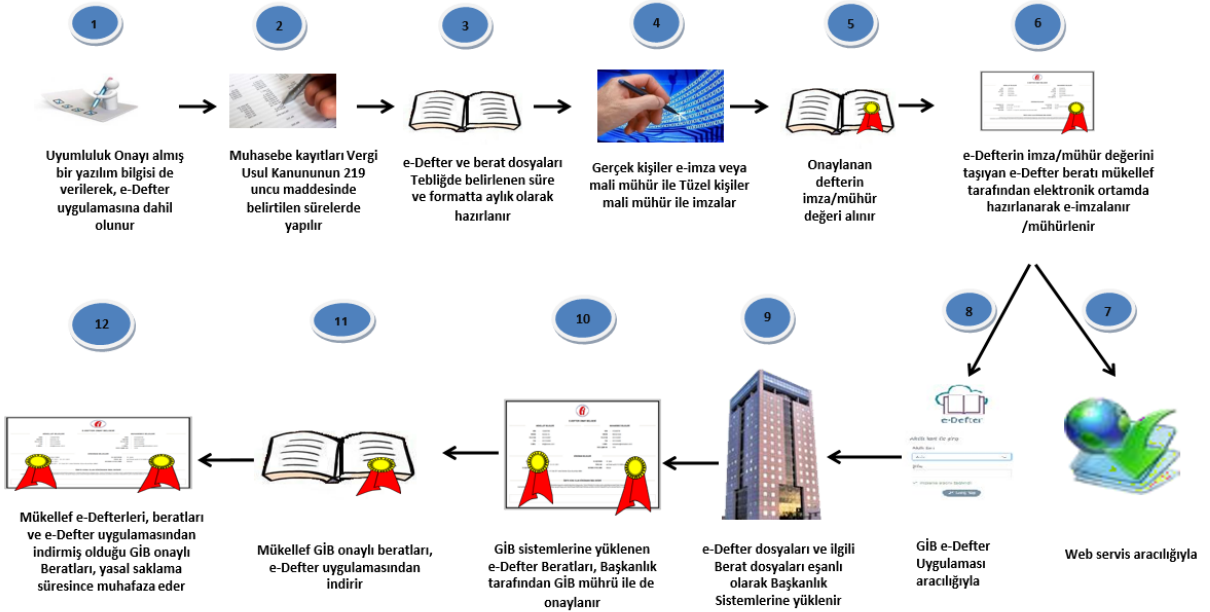 1
2
3
4
5
6
Uyumluluk Onayı almış
bir yazılım bilgisi de
verilerek, e-Defter
uygulamasına dahil
olunur
Muhasebe kayıtları Vergi
Usul Kanununun 219
uncu maddesinde
belirtilen sürelerde
yapılır
e-Defter ve berat dosyaları
Tebliğde belirlenen süre
ve formatta aylık olarak
hazırlanır
Gerçek kişiler e-imza veya
mali mühür ile Tüzel kişiler
mali mühür ile imzalar
Onaylanan
defterin
imza/mühür
değeri alınır
e-Defterin imza/mühür değerini
taşıyan e-Defter beratı mükellef
tarafından elektronik ortamda
hazırlanarak e-imzalanır
/mühürlenir
12
11
10
9
8
7
e-Defter
Mükellef e-Defterleri, beratları
ve e-Defter uygulamasından
indirmiş olduğu GİB onaylı
Beratları, yasal saklama
süresince muhafaza eder
Mükellef GİB onaylı beratları,
e-Defter uygulamasından
indirir
GİB sistemlerine yüklenen
e-Defter Beratları, Başkanlık
tarafından GİB mührü ile de
onaylanır
e-Defter dosyaları ve ilgili
Berat dosyaları eşanlı
olarak Başkanlık
Sistemlerine yüklenir
GİB e-Defter
Uygulaması
aracılığıyla
Web servis aracılığıyla